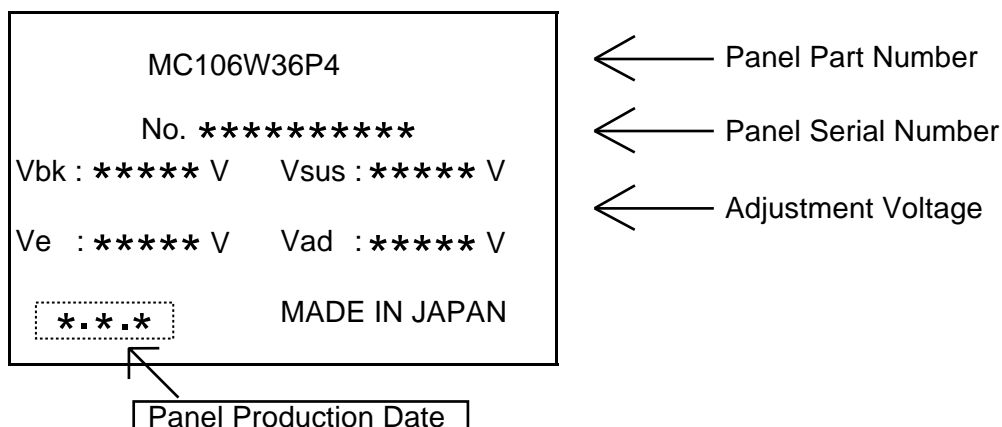 MC106W36P4 Panel Part Number
No. ********** Panel Serial Number
Vbk : ***** V Vsus : ***** V
Adjustment Voltage
Ve : ***** V Vad : ***** V
*.*.* MADE IN JAPAN
Panel Production Date